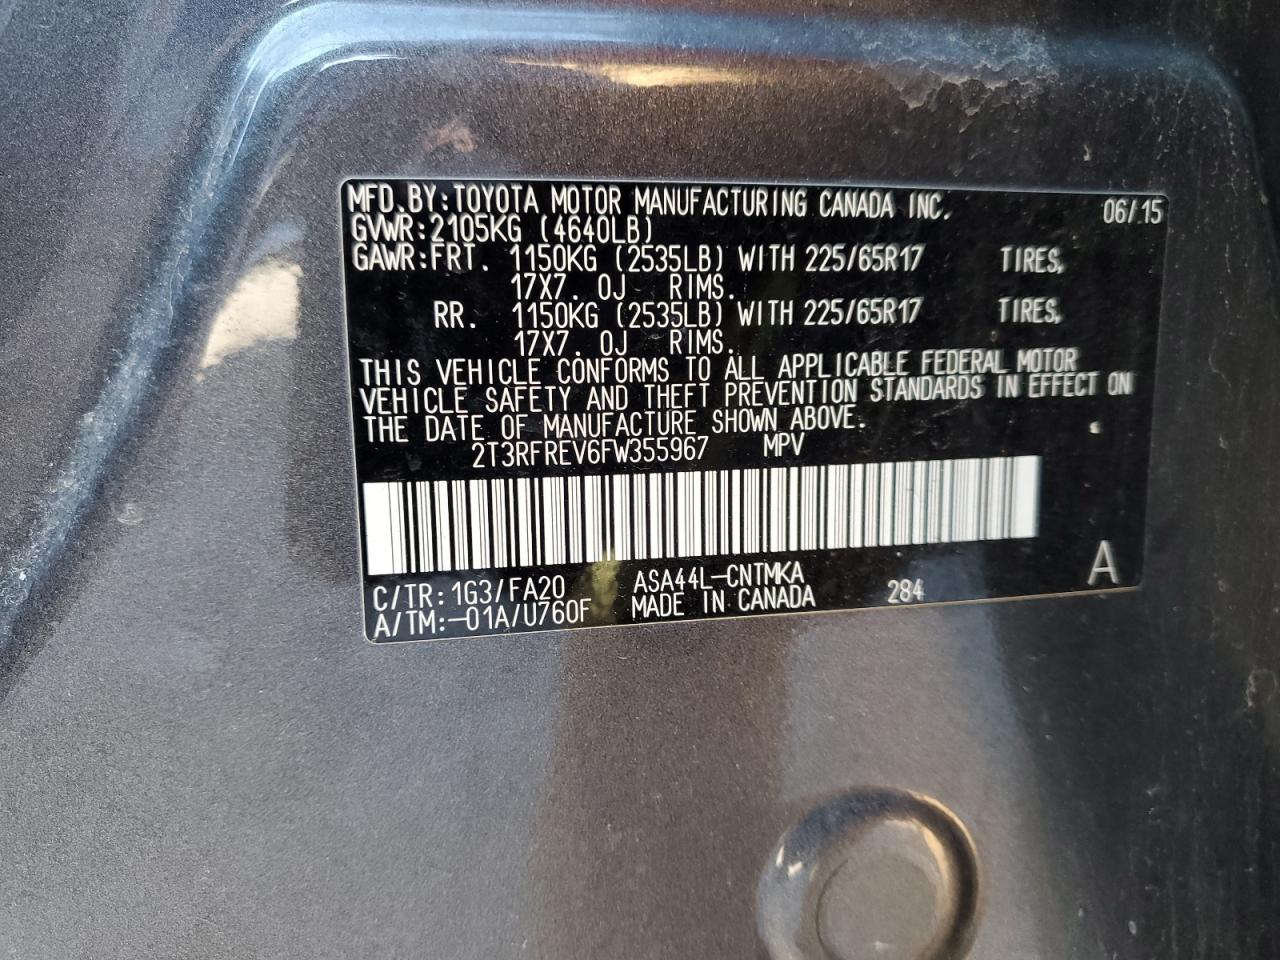 MFD.BY:TOYOTA MOTOR MANUFACTURING CANADA INC. 06/15
GVWR:2105KG (4640LB)
GAWR:FRT. 1150KG (2535LB) WITH 225/65R17 TIRES,
17X7.0J RIMS.
RR. 1150KG (2535LB) WITH 225/65R17 TIRES,
17X7.0J RIMS.
THIS VEHICLE CONFORMS TO ALL APPLICABLE FEDERAL MOTOR
VEHICLE SAFETY AND THEFT PREVENTION STANDARDS IN EFFECT ON
THE DATE OF MANUFACTURE SHOWN ABOVE.
2T3RFREV6FW355967 MPV
A
C/TR:1G3/FA20 ASA44L-CNTMKA 284
A/TM:-01A/U760F MADE IN CANADA